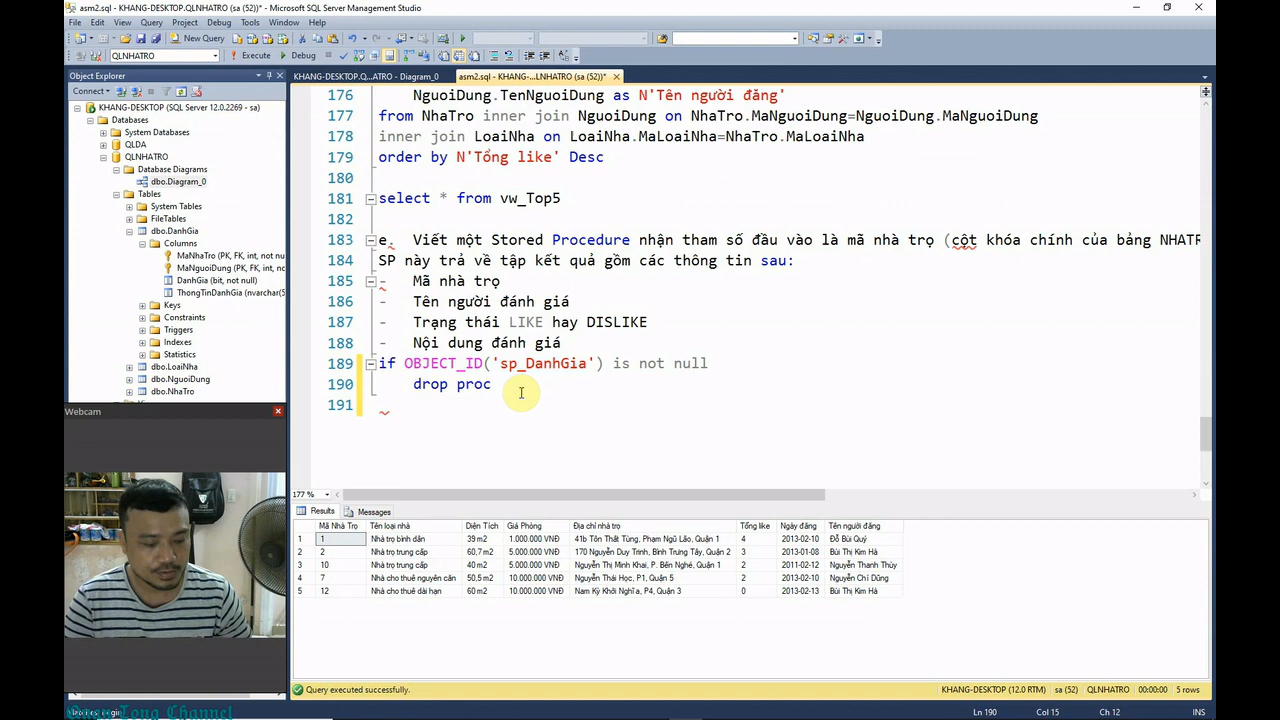 asm2.sql - KHANG-DESKTOP.QLNHATRO (sa (52))* - Microsoft SQL Server Management Studio
File Edit View Query Project Debug Tools Window Help
New Query
QLNHATRO Execute Debug
Object Explorer
KHANG-DESKTOP.Q...ATRO - Diagram_0
asm2.sql - KHANG-...LNHATRO (sa (52))*
Connect
KHANG-DESKTOP (SQL Server 12.0.2269 - sa)
Databases
System Databases
QLDA
QLNHATRO
Database Diagrams
dbo.Diagram_0
Tables
System Tables
FileTables
dbo.DanhGia
Columns
MaNhaTro (PK, FK, int, not nu
MaNguoiDung (PK, FK, int, nc
DanhGia (bit, not null)
ThongTinDanhGia (nvarchar(5
Keys
Constraints
Triggers
Indexes
Statistics
dbo.LoaiNha
dbo.NguoiDung
dbo.NhaTro
Webcam
176 NguoiDung.TenNguoiDung as N'Tên người đăng'
177 from NhaTro inner join NguoiDung on NhaTro.MaNguoiDung=NguoiDung.MaNguoiDung
178 inner join LoaiNha on LoaiNha.MaLoaiNha=NhaTro.MaLoaiNha
179 order by N'Tổng like' Desc
180
181 select * from vw_Top5
182
183 e. Viết một Stored Procedure nhận tham số đầu vào là mã nhà trọ (cột khóa chính của bảng NHATR
184 SP này trả về tập kết quả gồm các thông tin sau:
185 - Mã nhà trọ
186 - Tên người đánh giá
187 - Trạng thái LIKE hay DISLIKE
188 - Nội dung đánh giá
189 if OBJECT_ID('sp_DanhGia') is not null
190 drop proc
191
177 %
Results Messages
Mã Nhà Trọ Tên loại nhà Diện Tích Giá Phòng Địa chỉ nhà trọ Tổng like Ngày đăng Tên người đăng
1 1 Nhà trọ bình dân 39 m2 1.000.000 VNĐ 41b Tôn Thất Tùng, Phạm Ngũ Lão, Quận 1 4 2013-02-10 Đỗ Bùi Quý
2 2 Nhà trọ trung cấp 60,7 m2 5.000.000 VNĐ 170 Nguyễn Duy Trinh, Bình Trưng Tây, Quận 2 3 2013-01-08 Bùi Thị Kim Hà
3 10 Nhà trọ trung cấp 40 m2 5.000.000 VNĐ Nguyễn Thị Minh Khai, P. Bến Nghé, Quận 1 2 2011-02-12 Nguyễn Thanh Thùy
4 7 Nhà cho thuê nguyên căn 50,5 m2 10.000.000 VNĐ Nguyễn Thái Học, P1, Quận 5 2 2013-02-10 Nguyễn Chí Dũng
5 12 Nhà cho thuê dài hạn 60 m2 10.000.000 VNĐ Nam Kỳ Khởi Nghĩa, P4, Quận 3 0 2013-02-13 Bùi Thị Kim Hà
Query executed successfully.
KHANG-DESKTOP (12.0 RTM) sa (52) QLNHATRO 00:00:00 5 rows
Ln 190 Col 15 Ch 12 INS